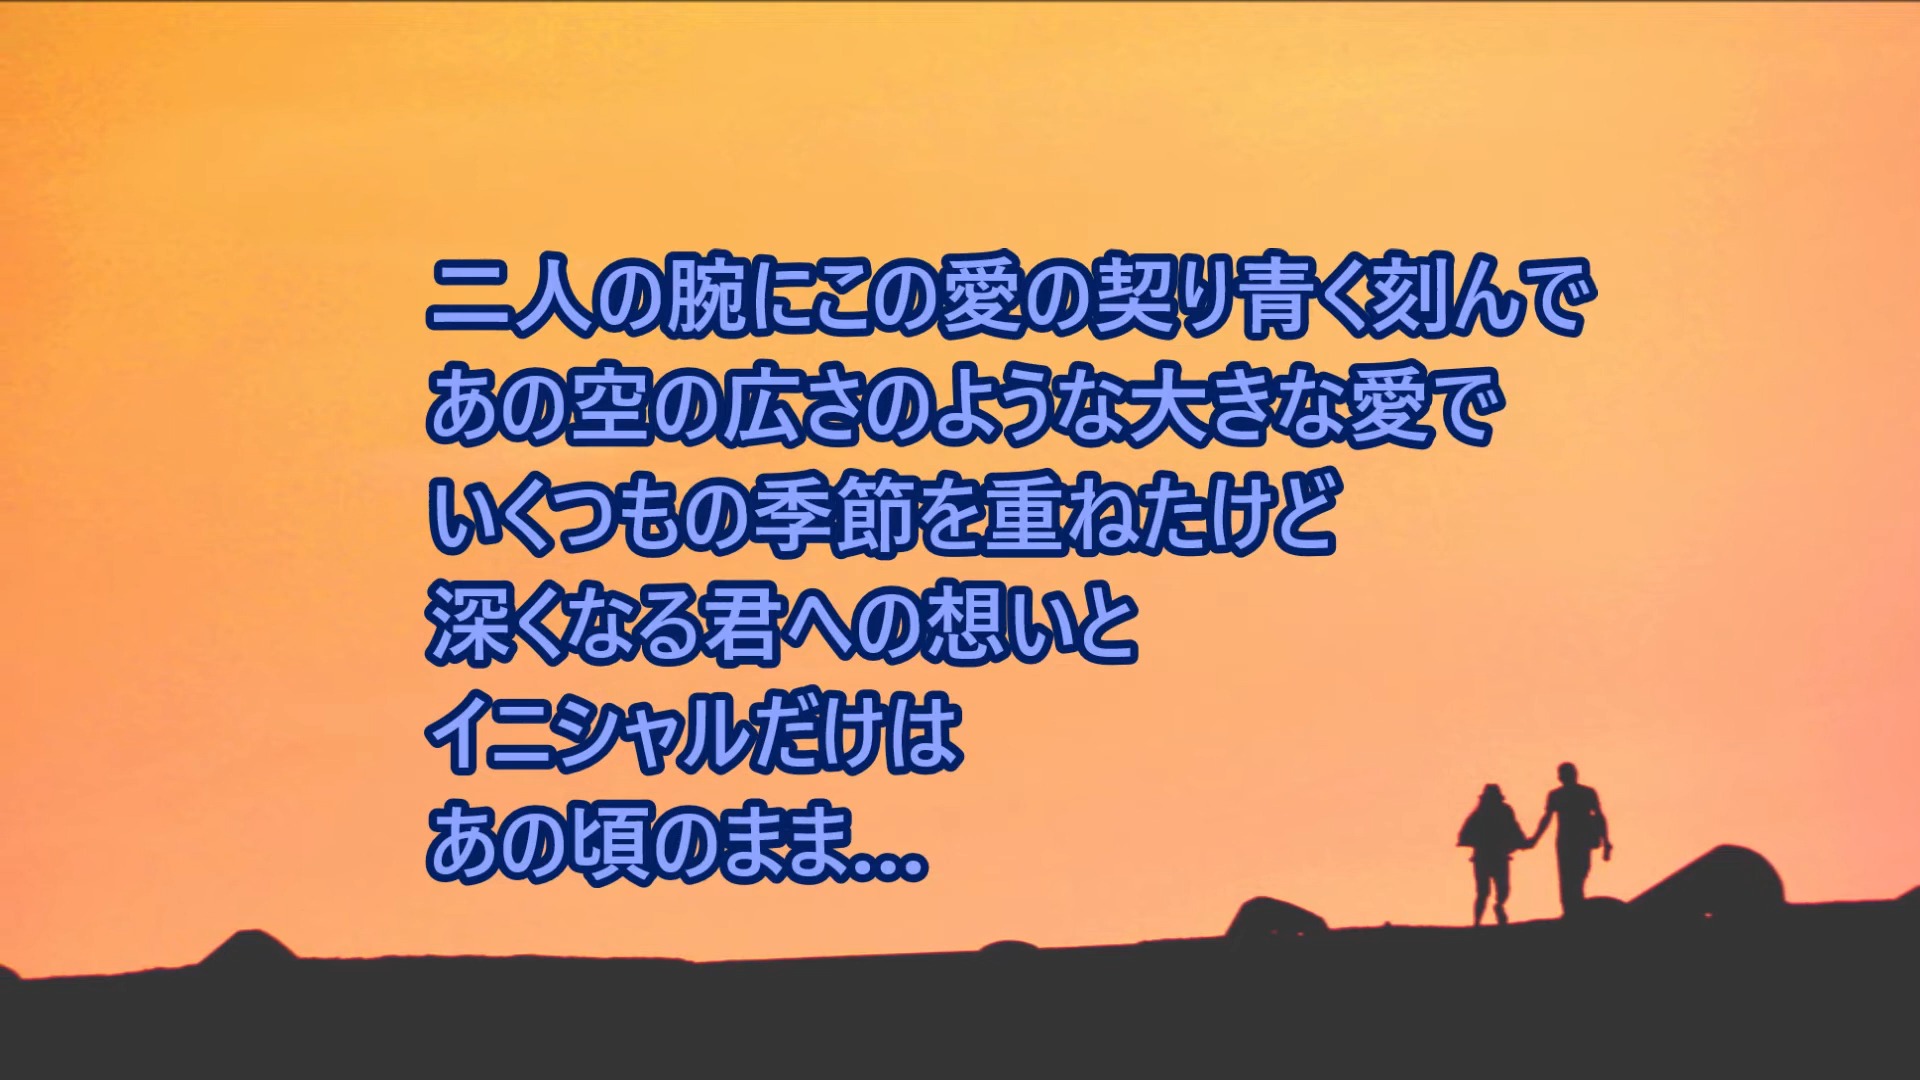 二人の腕にこの愛の契り青く刻んで
あの空の広さのような大きな愛で
いくつもの季節を重ねたけど
深くなる君への想いと
イニシャルだけは
あの頃のまま...